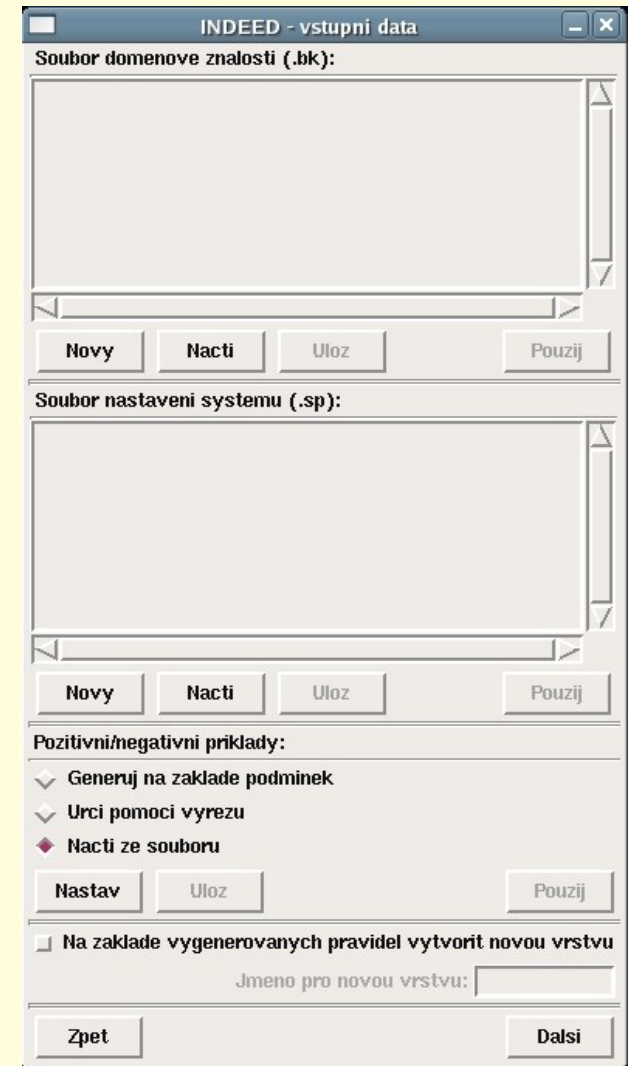 INDEED - vstupni data
Soubor domenove znalosti (.bk):
Novy Nacti Uloz Pouzij
Soubor nastaveni systemu (.sp):
Novy Nacti Uloz Pouzij
Pozitivni/negativni priklady:
Generuj na zaklade podminek
Urci pomoci vyrezu
Nacti ze souboru
Nastav Uloz Pouzij
Na zaklade vygenerovanych pravidel vytvorit novou vrstvu
Jmeno pro novou vrstvu:
Zpet Dalsi